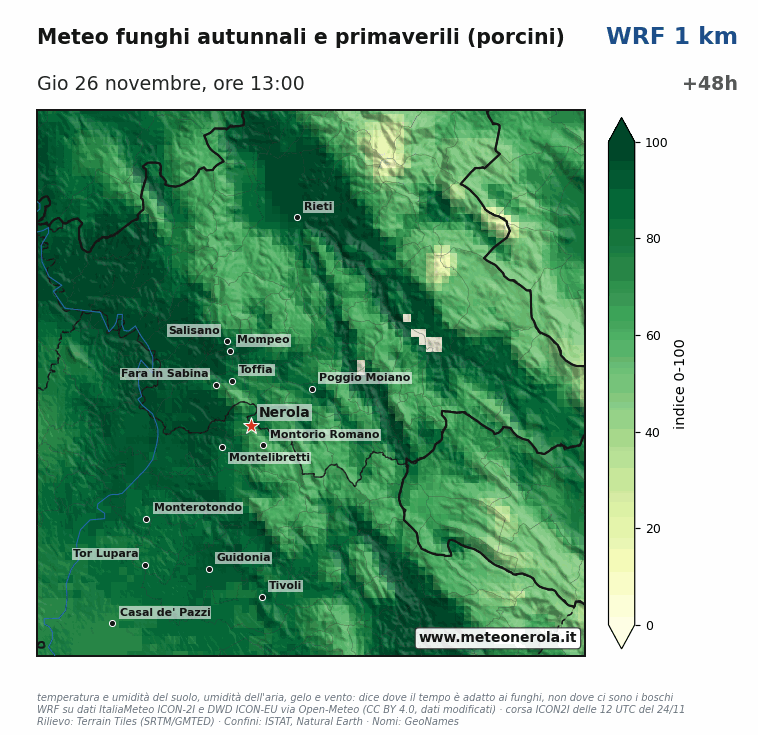 Meteo funghi autunnali e primaverili (porcini)
WRF 1 km
Gio 26 novembre, ore 13:00
+48h
Rieti
Salisano
Mompeo
Fara in Sabina
Toffia
Poggio Moiano
Nerola
Montorio Romano
Montelibretti
Monterotondo
Tor Lupara
Guidonia
Tivoli
Casal de' Pazzi
www.meteonerola.it
100
80
60
40
20
0
indice 0-100
temperatura e umidità del suolo, umidità dell'aria, gelo e vento: dice dove il tempo è adatto ai funghi, non dove ci sono i boschi
WRF su dati ItaliaMeteo ICON-2I e DWD ICON-EU via Open-Meteo (CC BY 4.0, dati modificati) · corsa ICON2I delle 12 UTC del 24/11
Rilievo: Terrain Tiles (SRTM/GMTED) · Confini: ISTAT, Natural Earth · Nomi: GeoNames